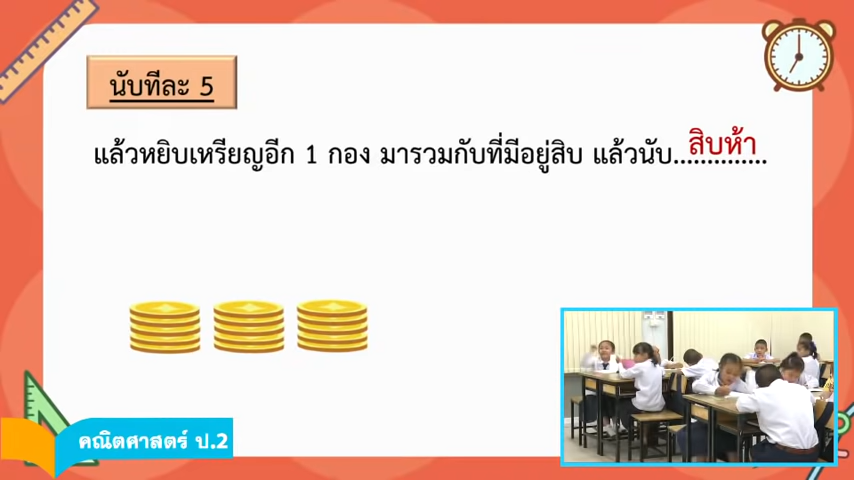 นับทีละ 5
แล้วหยิบเหรียญอีก 1 กอง มารวมกับที่มีอยู่สิบ แล้วนับ..............สิบห้า
คณิตศาสตร์ ป.2